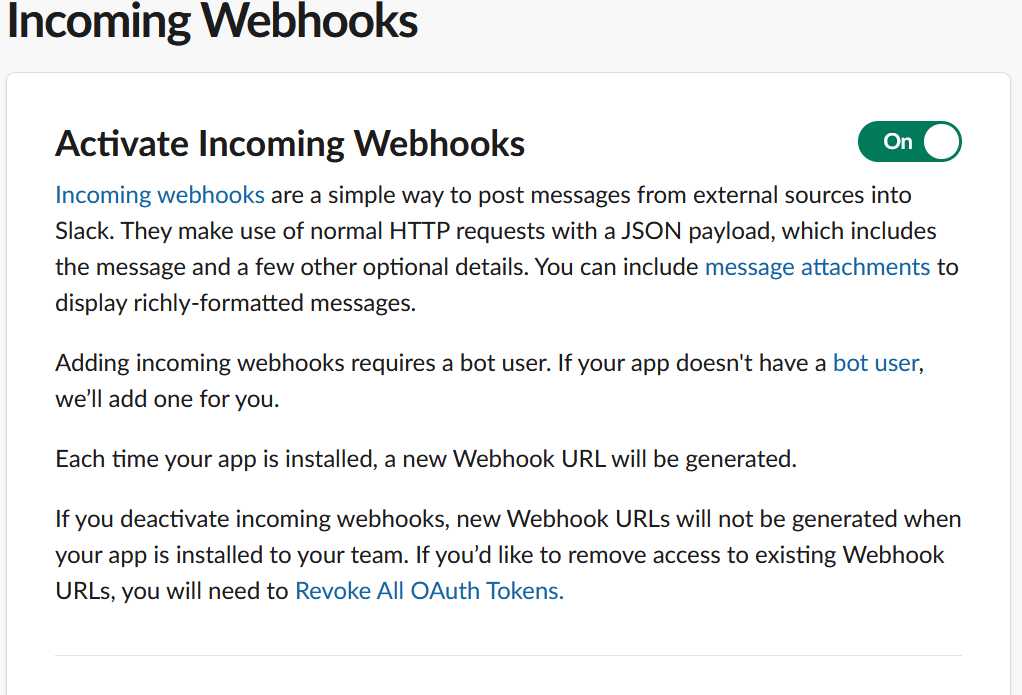 Incoming Webhooks
Activate Incoming Webhooks
On
Incoming webhooks are a simple way to post messages from external sources into
Slack. They make use of normal HTTP requests with a JSON payload, which includes
the message and a few other optional details. You can include message attachments to
display richly-formatted messages.
Adding incoming webhooks requires a bot user. If your app doesn't have a bot user,
we’ll add one for you.
Each time your app is installed, a new Webhook URL will be generated.
If you deactivate incoming webhooks, new Webhook URLs will not be generated when
your app is installed to your team. If you’d like to remove access to existing Webhook
URLs, you will need to Revoke All OAuth Tokens.